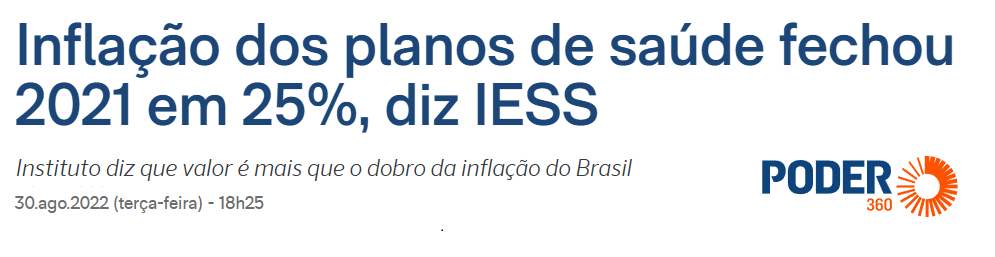 Inflação dos planos de saúde fechou
2021 em 25%, diz IESS
Instituto diz que valor é mais que o dobro da inflação do Brasil
30.ago.2022 (terça-feira) - 18h25
PODER
360